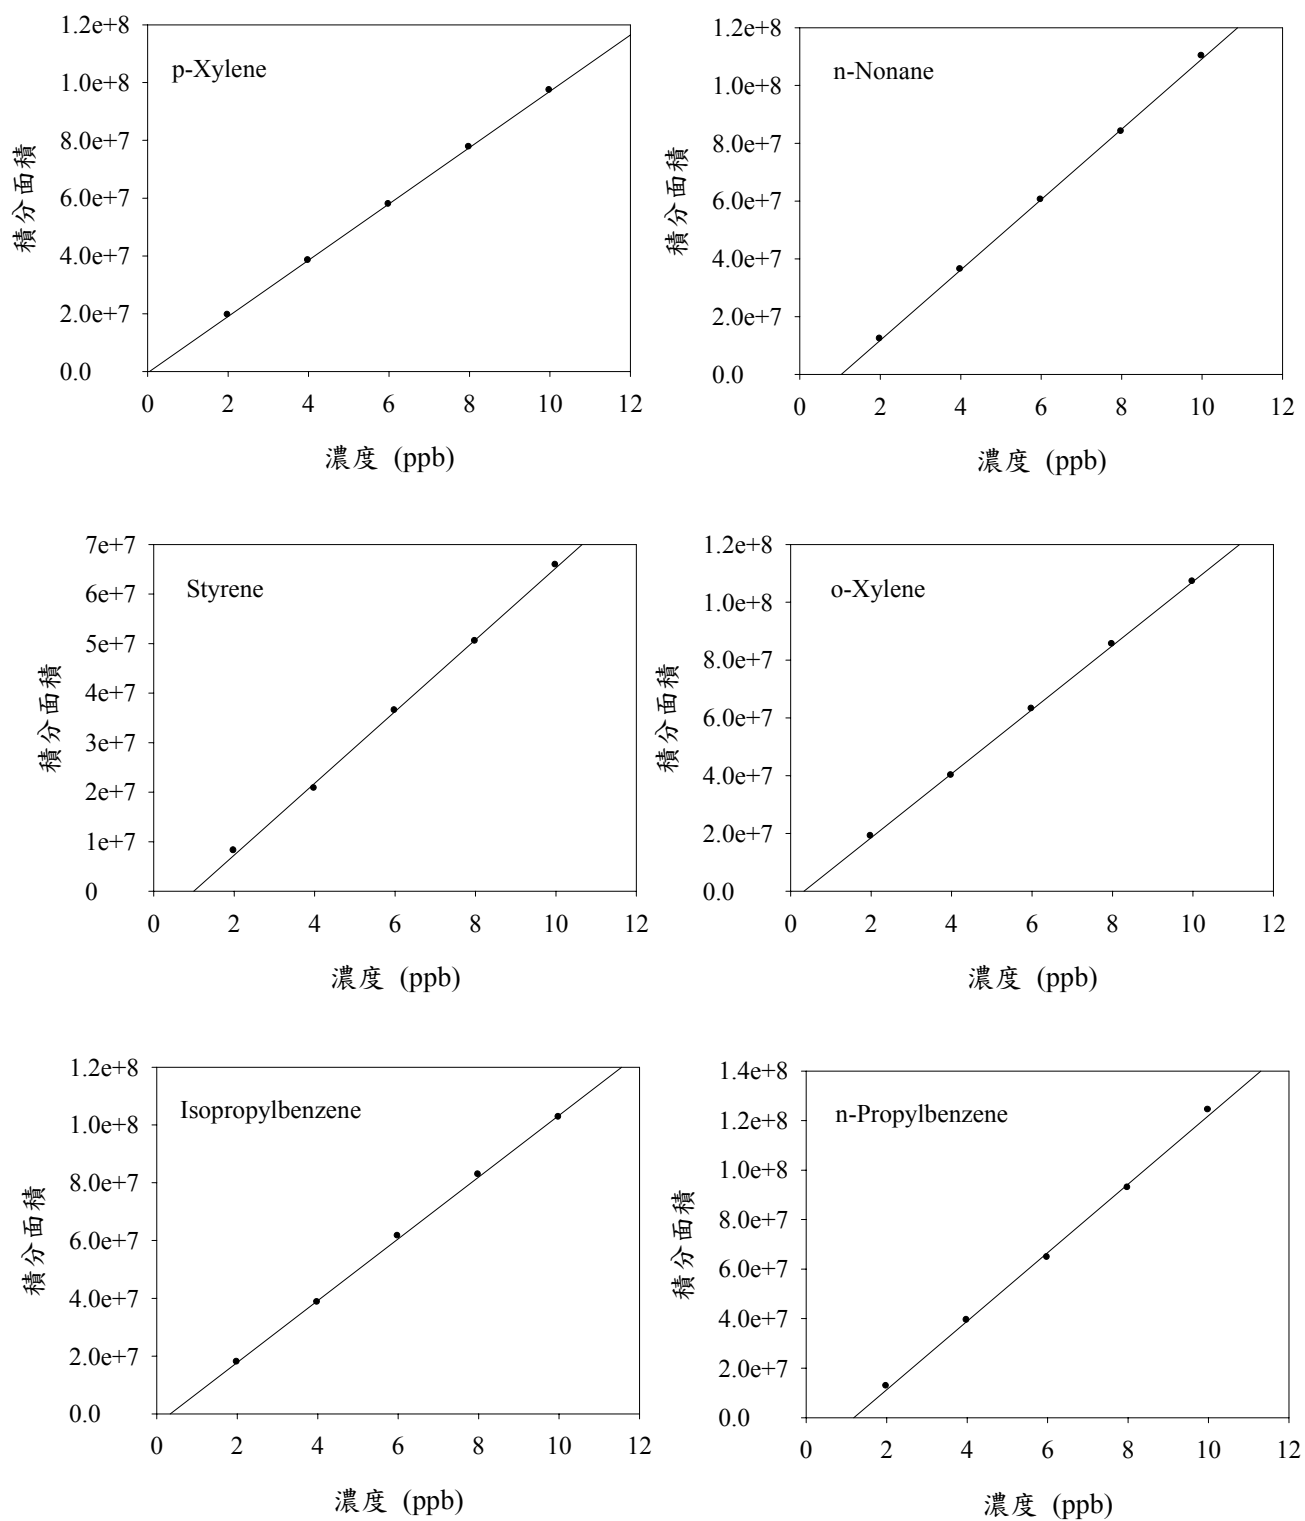 p-Xylene
積分面積
1.2e+8
1.0e+8
8.0e+7
6.0e+7
4.0e+7
2.0e+7
0.0
0 2 4 6 8 10 12
濃度 (ppb)
n-Nonane
積分面積
1.2e+8
1.0e+8
8.0e+7
6.0e+7
4.0e+7
2.0e+7
0.0
0 2 4 6 8 10 12
濃度 (ppb)
Styrene
積分面積
7e+7
6e+7
5e+7
4e+7
3e+7
2e+7
1e+7
0
0 2 4 6 8 10 12
濃度 (ppb)
o-Xylene
積分面積
1.2e+8
1.0e+8
8.0e+7
6.0e+7
4.0e+7
2.0e+7
0.0
0 2 4 6 8 10 12
濃度 (ppb)
Isopropylbenzene
積分面積
1.2e+8
1.0e+8
8.0e+7
6.0e+7
4.0e+7
2.0e+7
0.0
0 2 4 6 8 10 12
濃度 (ppb)
n-Propylbenzene
積分面積
1.4e+8
1.2e+8
1.0e+8
8.0e+7
6.0e+7
4.0e+7
2.0e+7
0.0
0 2 4 6 8 10 12
濃度 (ppb)